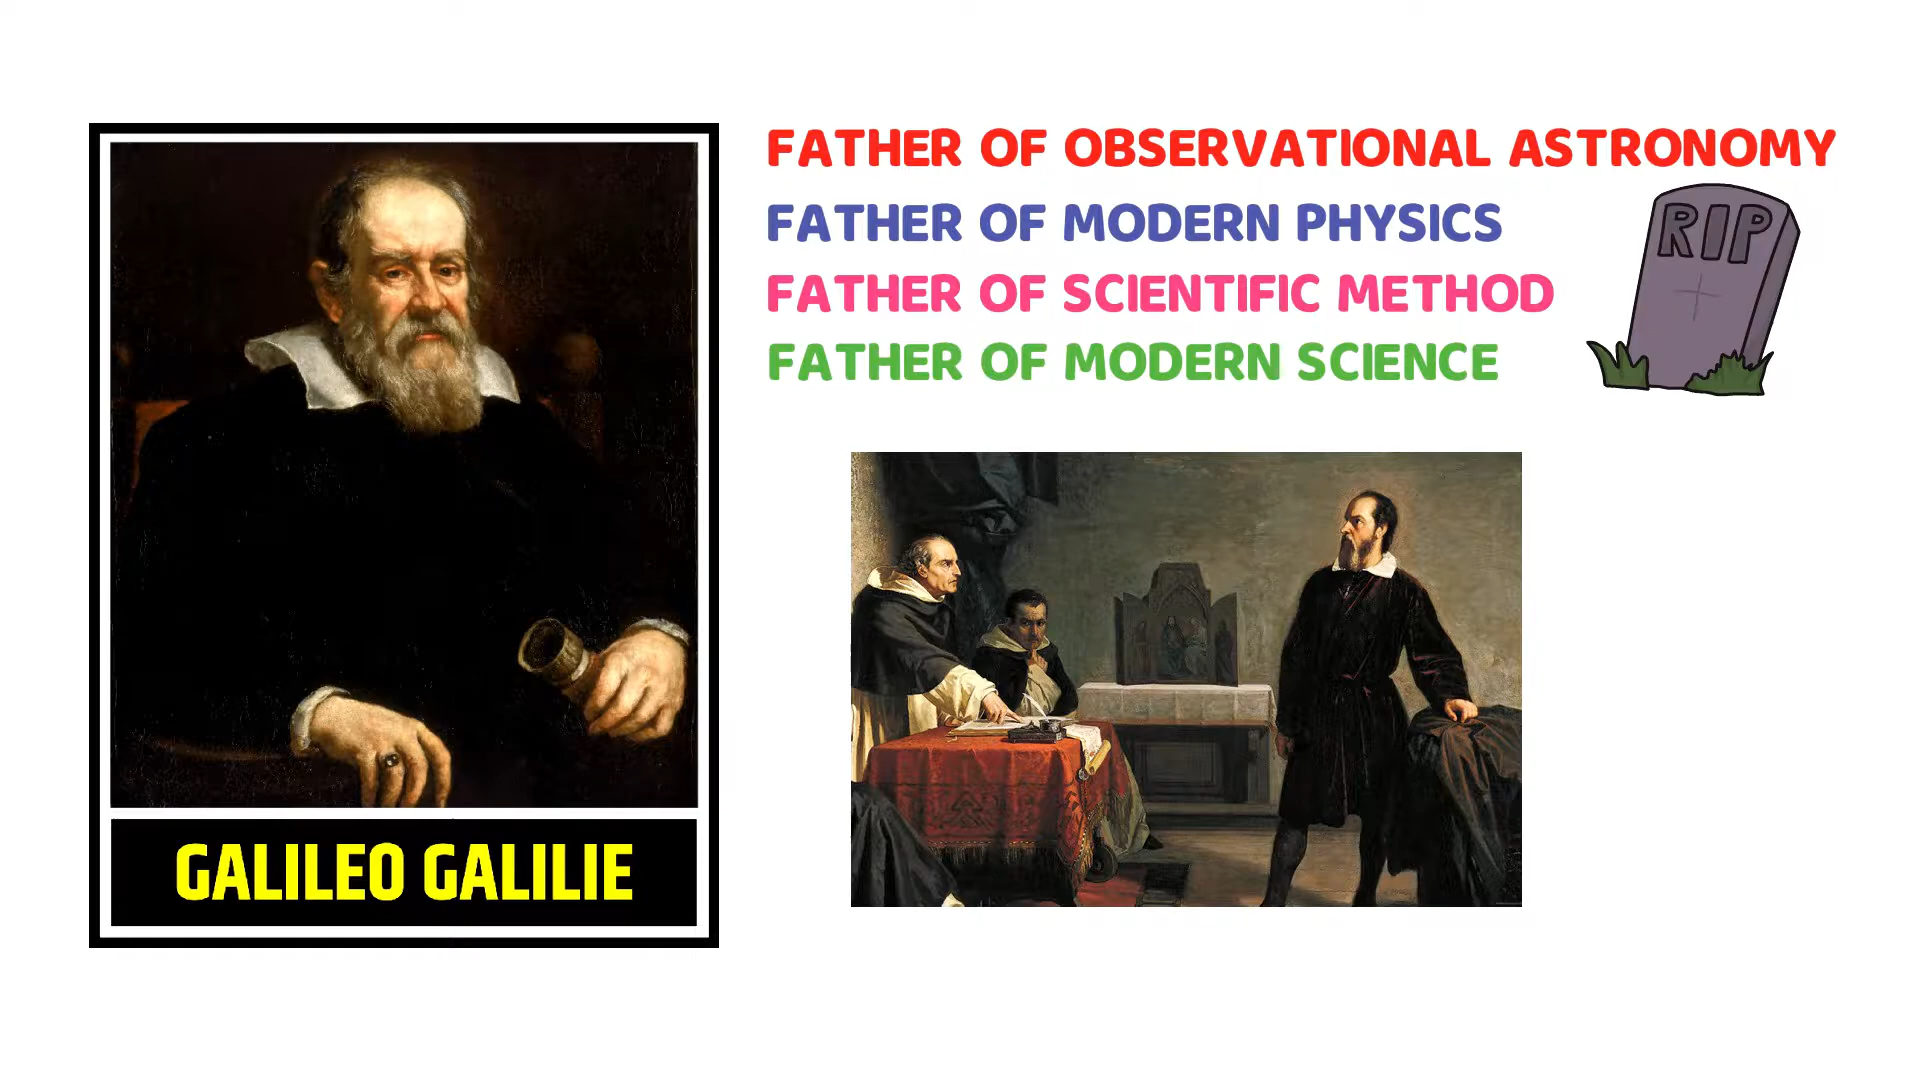 FATHER OF OBSERVATIONAL ASTRONOMY
FATHER OF MODERN PHYSICS
FATHER OF SCIENTIFIC METHOD
FATHER OF MODERN SCIENCE
RIP
GALILEO GALILIE